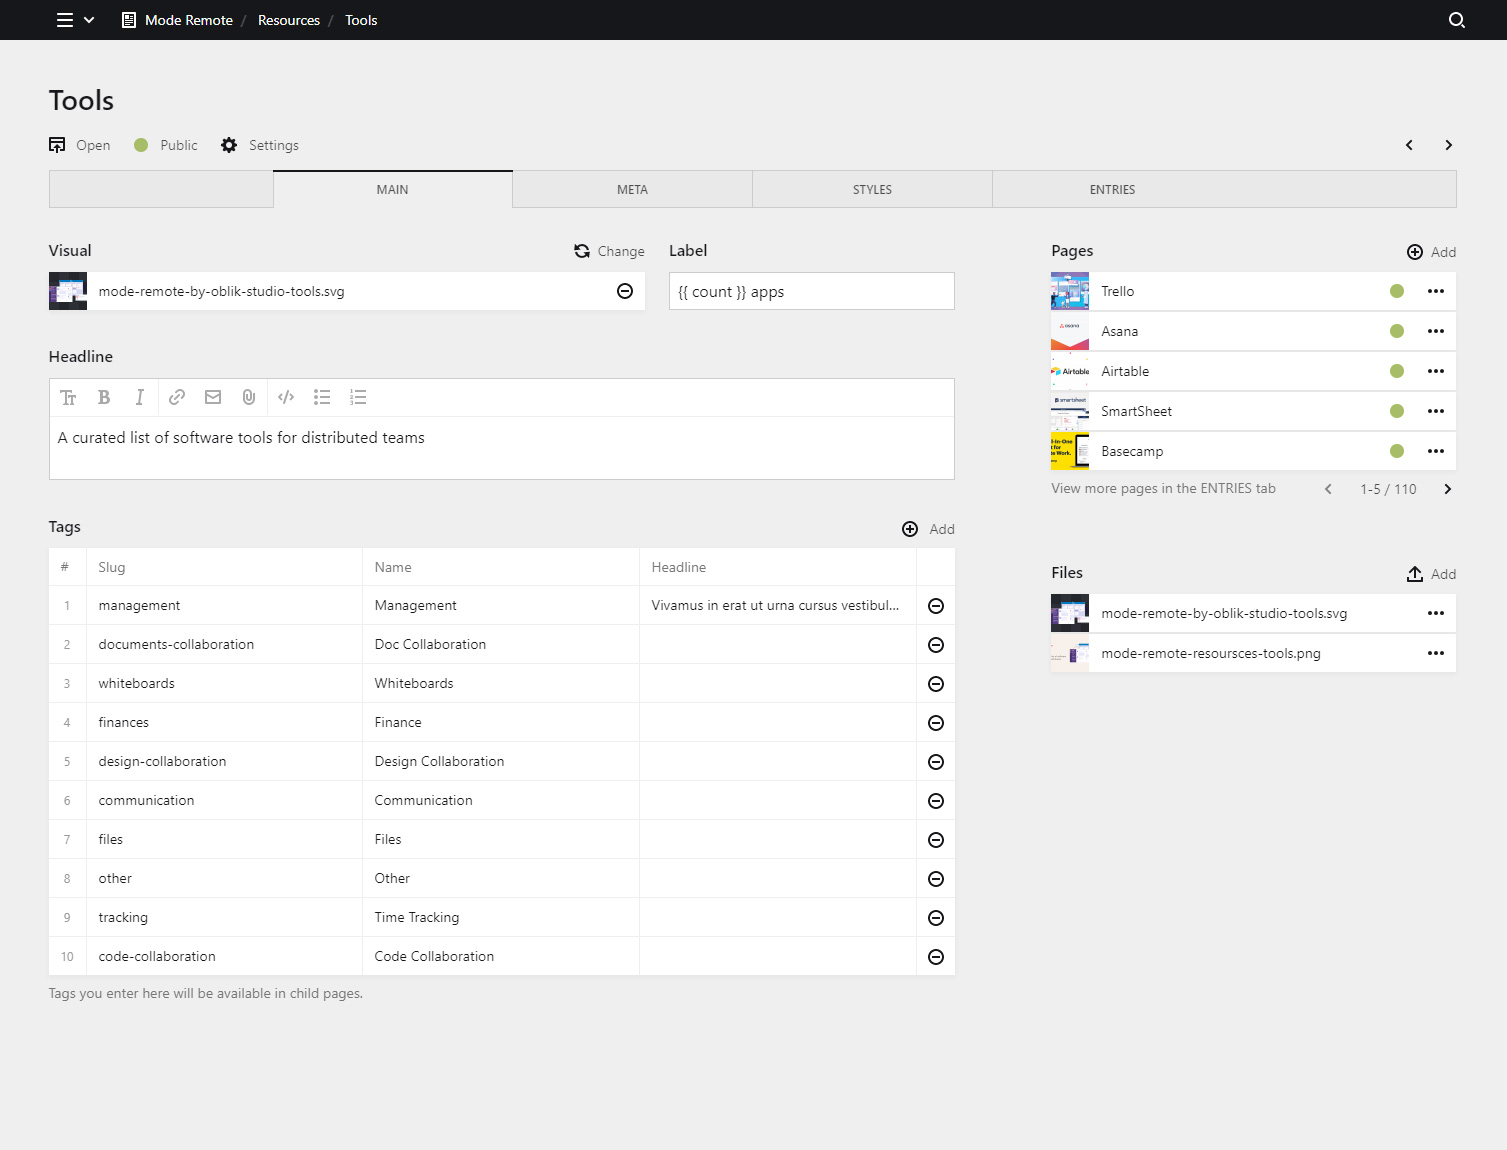 Mode Remote / Resources / Tools
Tools
Open Public Settings
MAIN META STYLES ENTRIES
Visual Change
mode-remote-by-oblik-studio-tools.svg
Label
{{ count }} apps
Headline
A curated list of software tools for distributed teams
Tags Add
# Slug Name Headline
1 management Management Vivamus in erat ut urna cursus vestibul...
2 documents-collaboration Doc Collaboration
3 whiteboards Whiteboards
4 finances Finance
5 design-collaboration Design Collaboration
6 communication Communication
7 files Files
8 other Other
9 tracking Time Tracking
10 code-collaboration Code Collaboration
Tags you enter here will be available in child pages.
Pages Add
Trello
asana
Asana
Airtable
Airtable
smartsheet
SmartSheet
Basecamp
View more pages in the ENTRIES tab 1-5 / 110
Files Add
mode-remote-by-oblik-studio-tools.svg
mode-remote-resoursces-tools.png